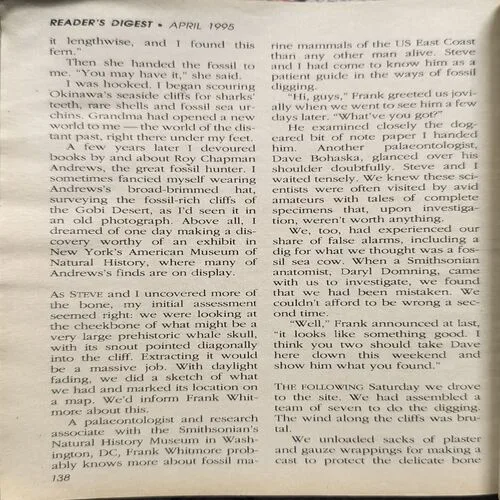 READER'S DIGEST • APRIL 1995
it lengthwise, and I found this
fern."
Then she handed the fossil to
me. "You may have it," she said.
I was hooked. I began scouring
Okinawa's seaside cliffs for sharks'
teeth, rare shells and fossil sea ur-
chins. Grandma had opened a new
world to me — the world of the dis-
tant past, right there under my feet.
A few years later I devoured
books by and about Roy Chapman
Andrews, the great fossil hunter. I
sometimes fancied myself wearing
Andrews's broad-brimmed hat,
surveying the fossil-rich cliffs of
the Gobi Desert, as I'd seen it in
an old photograph. Above all, I
dreamed of one day making a dis-
covery worthy of an exhibit in
New York's American Museum of
Natural History, where many of
Andrews's finds are on display.
AS STEVE and I uncovered more of
the bone, my initial assessment
seemed right: we were looking at
the cheekbone of what might be a
very large prehistoric whale skull,
with its snout pointed diagonally
into the cliff. Extracting it would
be a massive job. With daylight
fading, we did a sketch of what
we had and marked its location on
a map. We'd inform Frank Whit-
more about this.
A palaeontologist and research
associate with the Smithsonian's
Natural History Museum in Wash-
ington, DC, Frank Whitmore prob-
ably knows more about fossil ma-
138
rine mammals of the US East Coast
than any other man alive. Steve
and I had come to know him as a
patient guide in the ways of fossil
digging.
"Hi, guys," Frank greeted us jovi-
ally when we went to see him a few
days later. "What've you got?"
He examined closely the dog-
eared bit of note paper I handed
him. Another palaeontologist,
Dave Bohaska, glanced over his
shoulder doubtfully. Steve and I
waited tensely. We knew these sci-
entists were often visited by avid
amateurs with tales of complete
specimens that, upon investiga-
tion, weren't worth anything.
We, too, had experienced our
share of false alarms, including a
dig for what we thought was a fos-
sil sea cow. When a Smithsonian
anatomist, Daryl Domning, came
with us to investigate, we found
that we had been mistaken. We
couldn't afford to be wrong a sec-
ond time.
"Well," Frank announced at last,
"it looks like something good. I
think you two should take Dave
here down this weekend and
show him what you found."
THE FOLLOWING Saturday we drove
to the site. We had assembled a
team of seven to do the digging.
The wind along the cliffs was bru-
tal.
We unloaded sacks of plaster
and gauze wrappings for making a
cast to protect the delicate bone